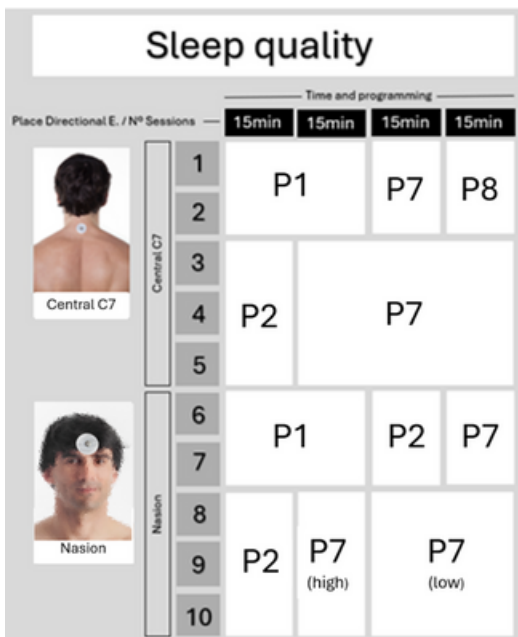 Sleep quality
Time and programming
Place Directional E. / Nº Sessions
15min 15min 15min 15min
Central C7
Central C7
1
2
P1 P7 P8
3
4
5
P2 P7
Nasion
Nasion
6
7
P1 P2 P7
8
9
10
P2 P7 (high) P7 (low)